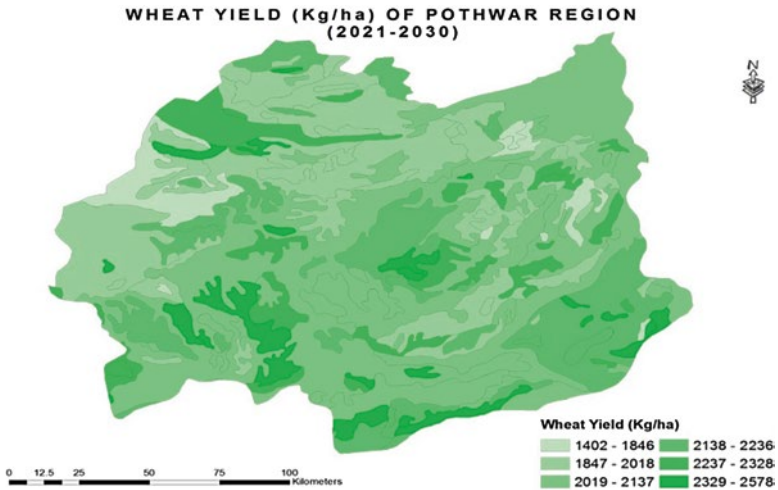 WHEAT YIELD (Kg/ha) OF POTHWAR REGION
(2021-2030)
N
Wheat Yield (Kg/ha)
1402 - 1846 2138 - 2236
1847 - 2018 2237 - 2328
2019 - 2137 2329 - 2578
0 12.5 25 50 75 100
Kilometers